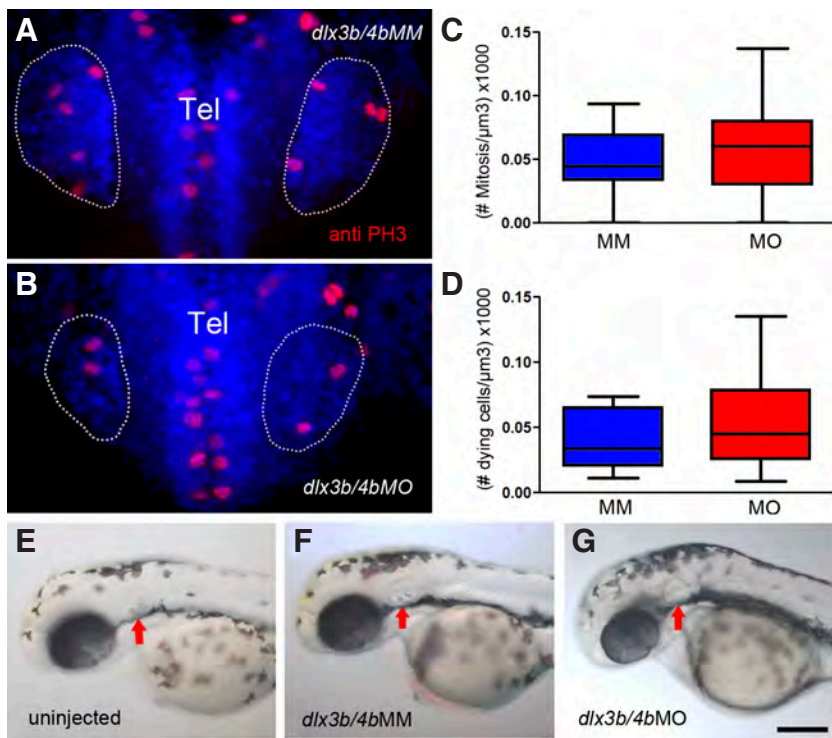 A
dlx3b/4bMM
Tel
anti PH3
B
Tel
dlx3b/4bMO
C
(# Mitosis/µm3) x1000
0.15
0.10
0.05
0.00
MM
MO
D
(# dying cells/µm3) x1000
0.15
0.10
0.05
0.00
MM
MO
E
uninjected
F
dlx3b/4bMM
G
dlx3b/4bMO